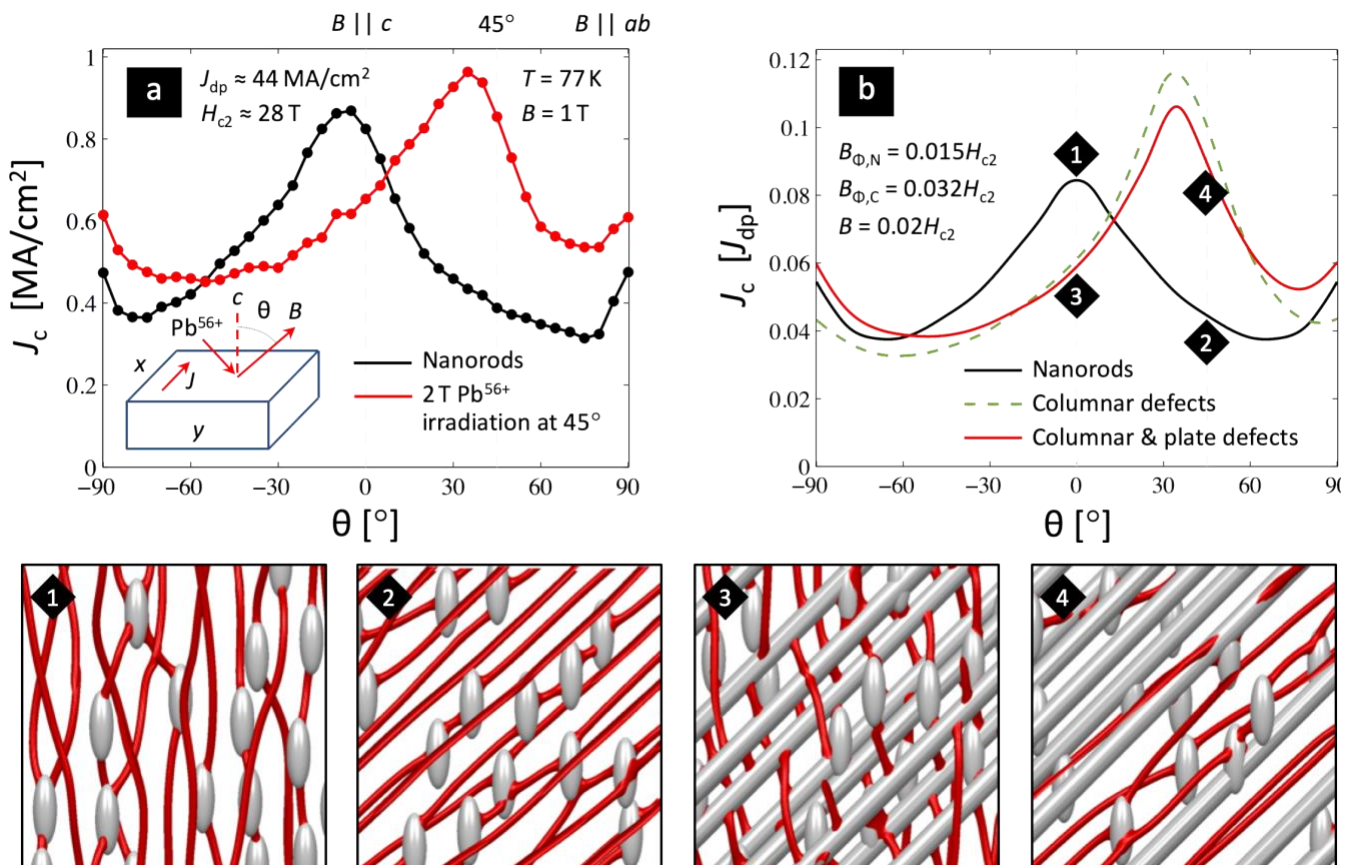 B || c 45° B || ab
a
J_dp ≈ 44 MA/cm²
H_c2 ≈ 28 T
T = 77 K
B = 1 T
J_c [MA/cm²]
1
0.8
0.6
0.4
0.2
0
c
θ
B
Pb⁵⁶⁺
x
J
y
Nanorods
2 T Pb⁵⁶⁺
irradiation at 45°
−90 −60 −30 0 30 60 90
θ [°]
b
B_Φ,N = 0.015H_c2
B_Φ,C = 0.032H_c2
B = 0.02H_c2
J_c [J_dp]
0.12
0.1
0.08
0.06
0.04
0.02
0
1
4
3
2
Nanorods
Columnar defects
Columnar & plate defects
−90 −60 −30 0 30 60
θ [°]
1 2 3 4